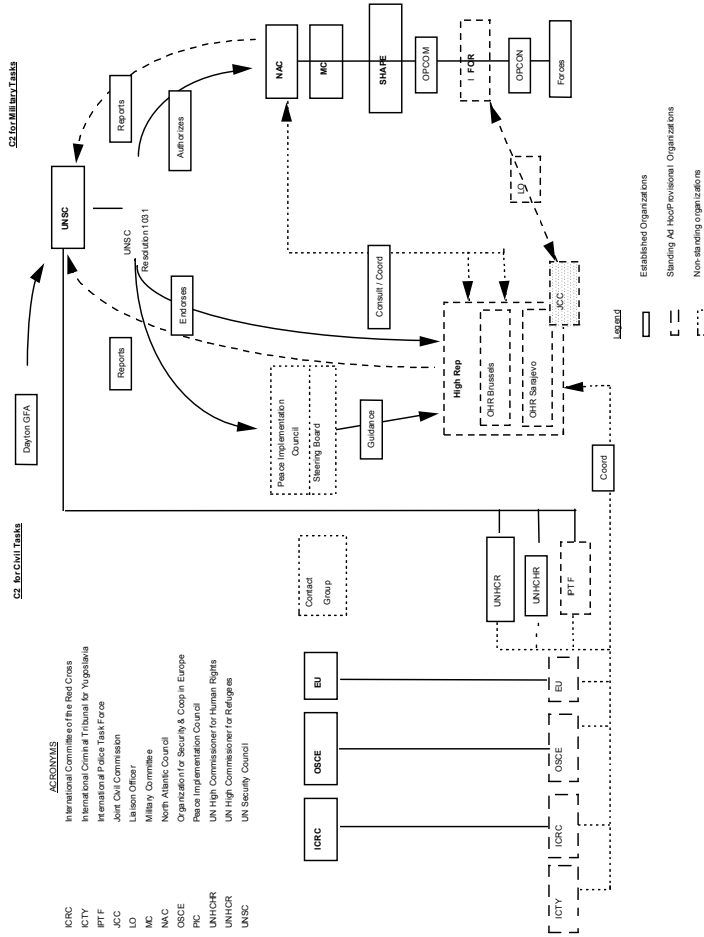 C2 for Civil Tasks
C2 for Military Tasks
Dayton GFA
UNSC
UNSC
Resolution 1031
Reports
Endorses
Reports
Authorizes
NAC
MC
SHAPE
OPCOM
I FOR
OPCON
Forces
Peace Implementation
Council
Steering Board
Guidance
Consult / Coord
LO
High Rep
OHR Brussels
OHR Sarajevo
JCC
Coord
Contact
Group
UNHCR
UNHCHR
IPTF
EU
OSCE
ICRC
EU
OSCE
ICRC
ICTY
ACRONYMS
ICRC International Committee of the Red Cross
ICTY International Criminal Tribunal for Yugoslavia
IPTF International Police Task Force
JCC Joint Civil Commission
LO Liaison Officer
MC Military Committee
NAC North Atlantic Council
OSCE Organization for Security & Coop in Europe
PIC Peace Implementation Council
UNHCHR UN High Commissioner for Human Rights
UNHCR UN High Commissioner for Refugees
UNSC UN Security Council
Legend
Established Organizations
Standing Ad Hoc/Provisional Organizations
Non-standing organizations